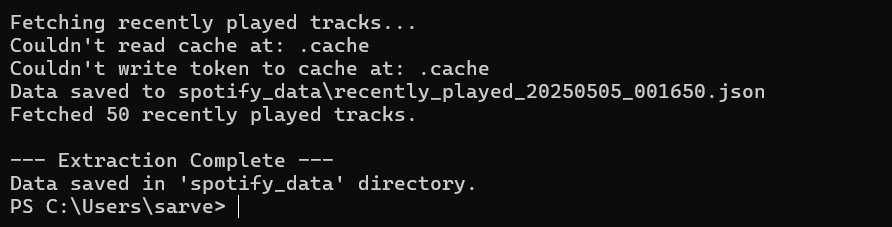 Fetching recently played tracks...
Couldn't read cache at: .cache
Couldn't write token to cache at: .cache
Data saved to spotify_data\recently_played_20250505_001650.json
Fetched 50 recently played tracks.
--- Extraction Complete ---
Data saved in 'spotify_data' directory.
PS C:\Users\sarve>